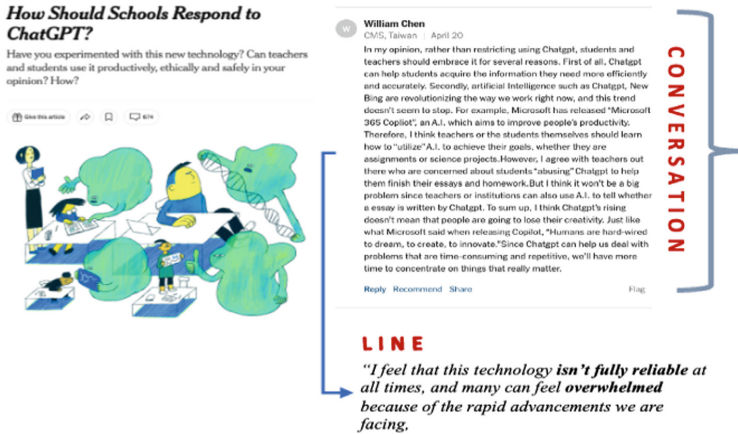 How Should Schools Respond to
ChatGPT?
Have you experimented with this new technology? Can teachers
and students use it productively, ethically and safely in your
opinion? How?
Give this article
674
W
William Chen
CMS, Taiwan | April 20
In my opinion, rather than restricting using Chatgpt, students and
teachers should embrace it for several reasons. First of all, Chatgpt
can help students acquire the information they need more efficiently
and accurately. Secondly, artificial Intelligence such as Chatgpt, New
Bing are revolutionizing the way we work right now, and this trend
doesn't seem to stop. For example, Microsoft has released "Microsoft
365 Copliot", an A.I. which aims to improve people's productivity.
Therefore, I think teachers or the students themselves should learn
how to "utilize"A.I. to achieve their goals, whether they are
assignments or science projects.However, I agree with teachers out
there who are concerned about students "abusing" Chatgpt to help
them finish their essays and homework.But I think it won't be a big
problem since teachers or institutions can also use A.I. to tell whether
a essay is written by Chatgpt. To sum up, I think Chatgpt's rising
doesn't mean that people are going to lose their creativity. Just like
what Microsoft said when releasing Copilot, "Humans are hard-wired
to dream, to create, to innovate."Since Chatgpt can help us deal with
problems that are time-consuming and repetitive, we'll have more
time to concentrate on things that really matter.
Reply Recommend Share Flag
CONVERSATION
LINE
"I feel that this technology isn't fully reliable at
all times, and many can feel overwhelmed
because of the rapid advancements we are
facing,